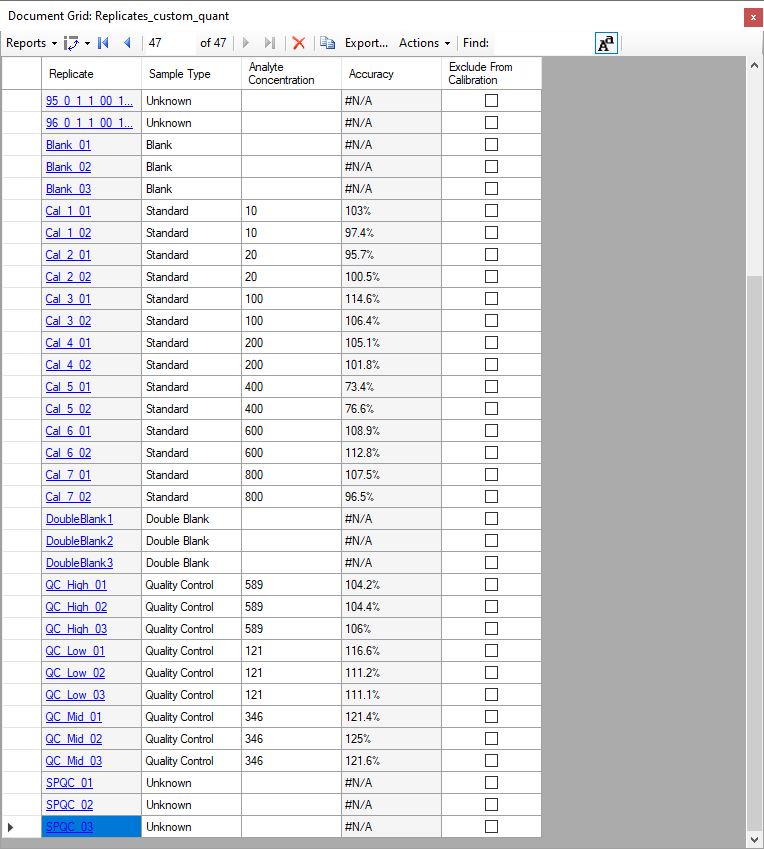 Document Grid: Replicates_custom_quant
Reports 47 of 47 Export... Actions Find: Aa
Replicate Sample Type Analyte Concentration Accuracy Exclude From Calibration
95_0_1_1_00_1... Unknown #N/A
96_0_1_1_00_1... Unknown #N/A
Blank_01 Blank #N/A
Blank_02 Blank #N/A
Blank_03 Blank #N/A
Cal_1_01 Standard 10 103%
Cal_1_02 Standard 10 97.4%
Cal_2_01 Standard 20 95.7%
Cal_2_02 Standard 20 100.5%
Cal_3_01 Standard 100 114.6%
Cal_3_02 Standard 100 106.4%
Cal_4_01 Standard 200 105.1%
Cal_4_02 Standard 200 101.8%
Cal_5_01 Standard 400 73.4%
Cal_5_02 Standard 400 76.6%
Cal_6_01 Standard 600 108.9%
Cal_6_02 Standard 600 112.8%
Cal_7_01 Standard 800 107.5%
Cal_7_02 Standard 800 96.5%
DoubleBlank1 Double Blank #N/A
DoubleBlank2 Double Blank #N/A
DoubleBlank3 Double Blank #N/A
QC_High_01 Quality Control 589 104.2%
QC_High_02 Quality Control 589 104.4%
QC_High_03 Quality Control 589 106%
QC_Low_01 Quality Control 121 116.6%
QC_Low_02 Quality Control 121 111.2%
QC_Low_03 Quality Control 121 111.1%
QC_Mid_01 Quality Control 346 121.4%
QC_Mid_02 Quality Control 346 125%
QC_Mid_03 Quality Control 346 121.6%
SPQC_01 Unknown #N/A
SPQC_02 Unknown #N/A
SPQC_03 Unknown #N/A